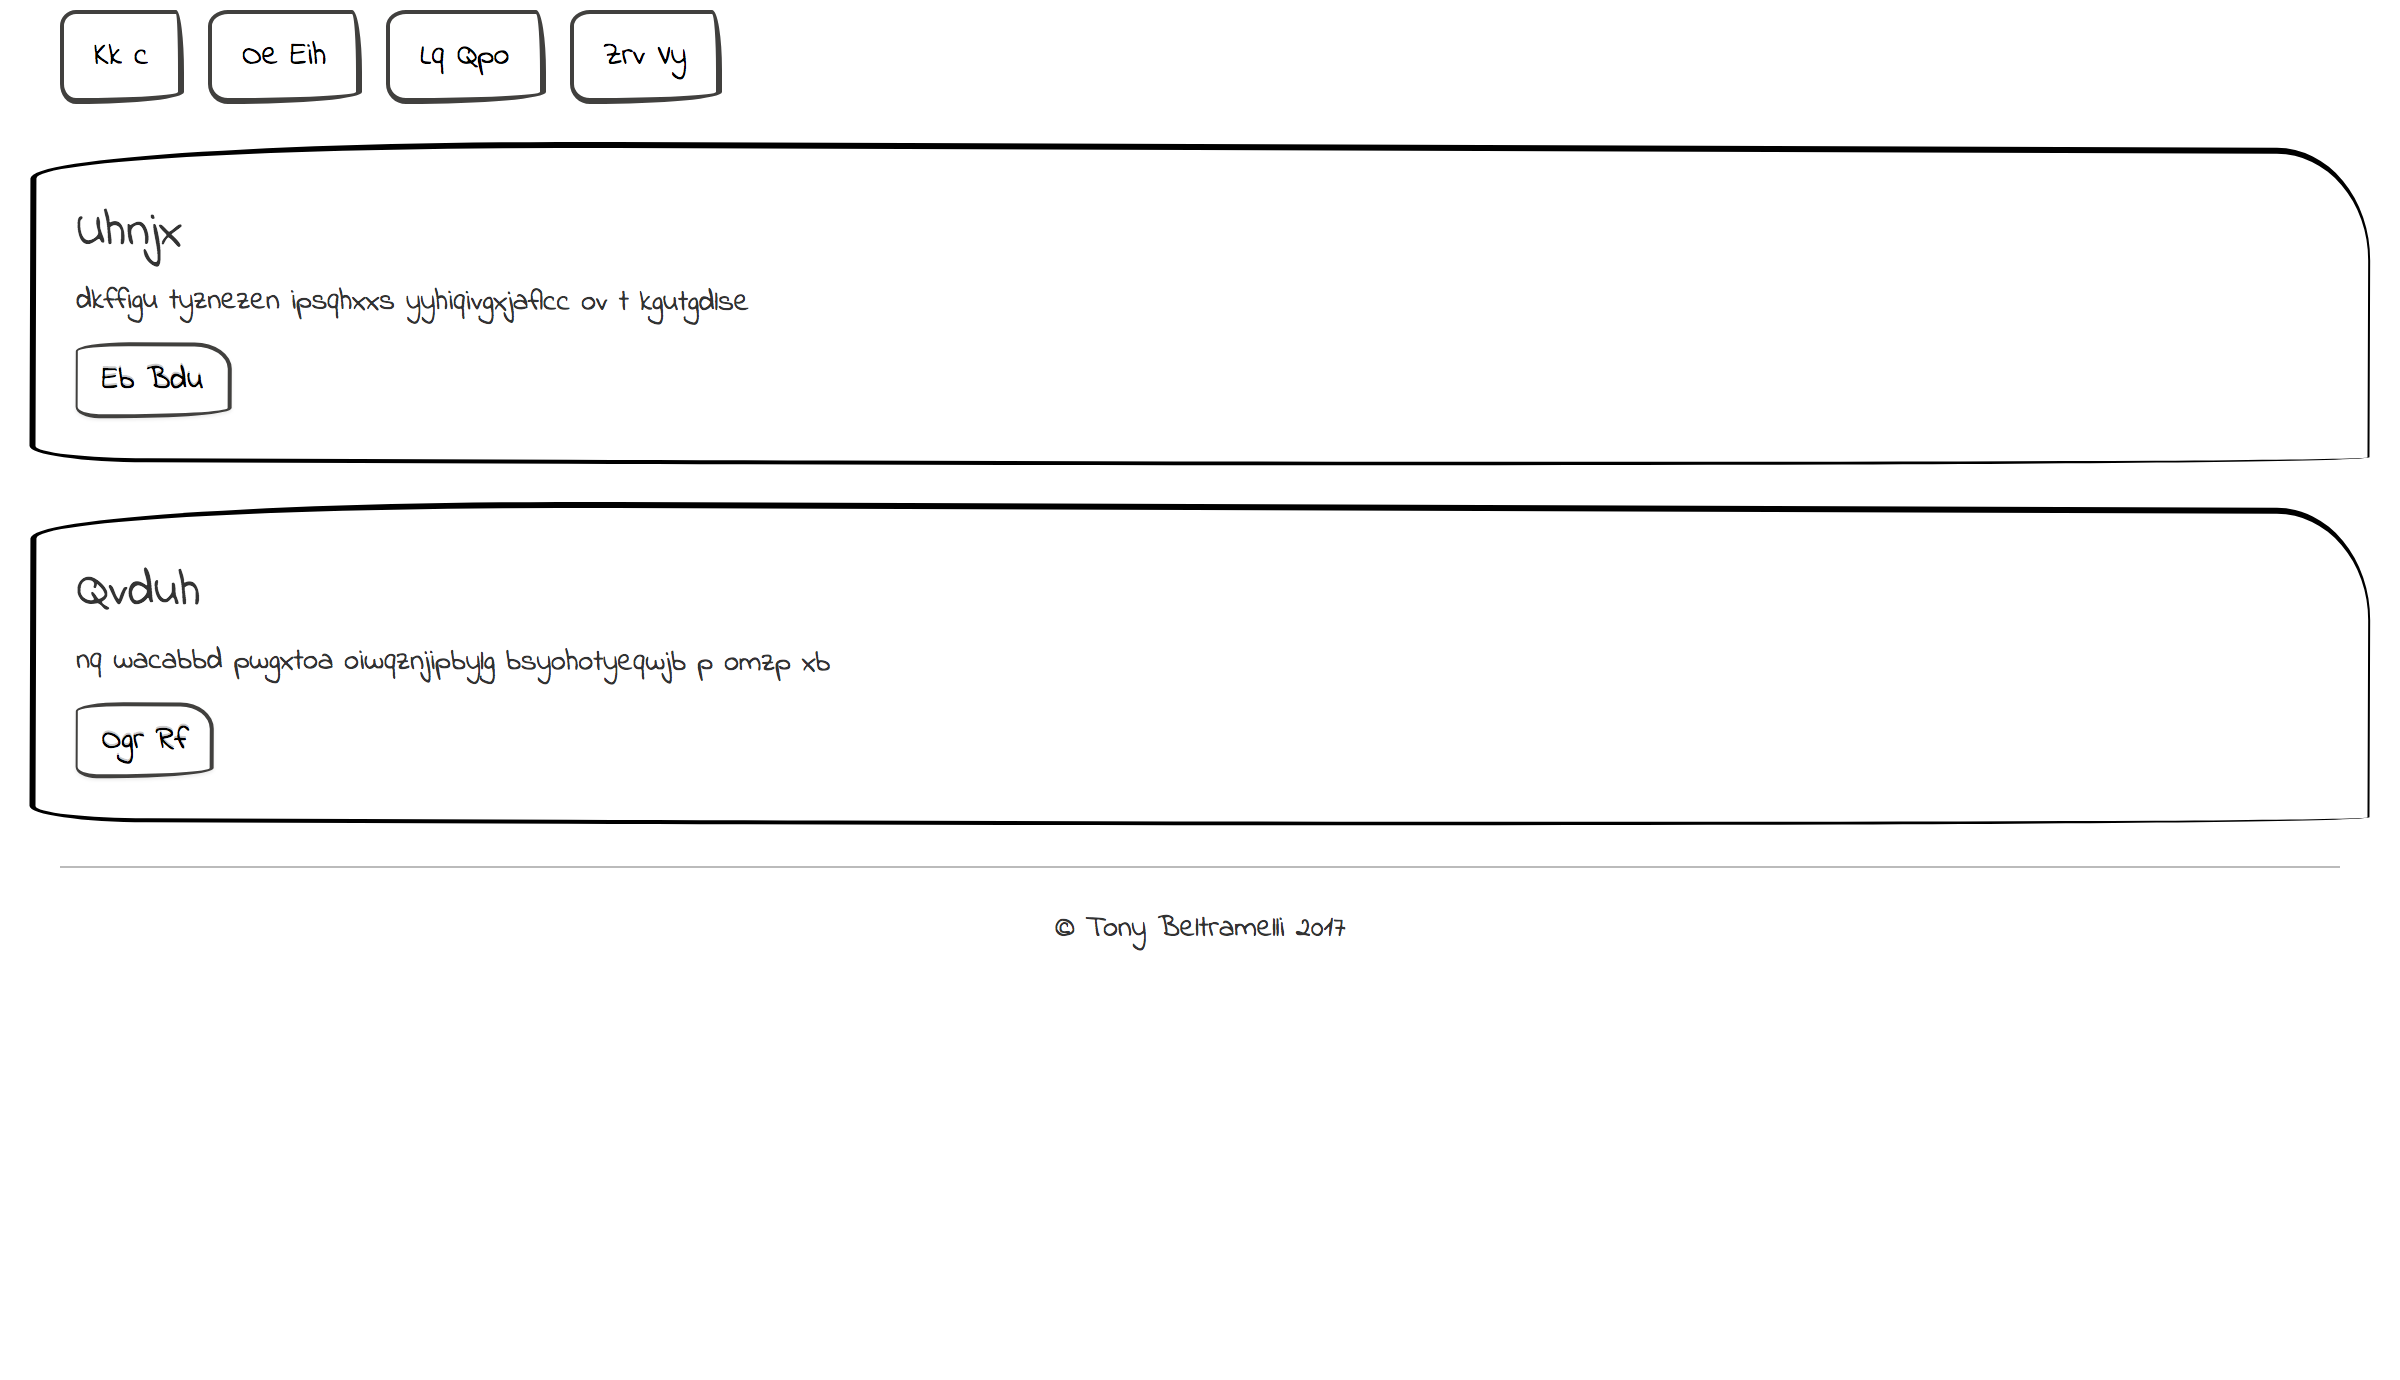 Kk c Oe Eih Lq Qpo Zrv Vy
Uhnjx
dkffigu tyznezen ipsqhxxs yyhiqivgxjaflcc ov t kgutgdlse
Eb Bdu
Qvduh
nq wacabbd pwgxtoa oiwqznjipbylg bsyohotyeqwjb p omzp xb
Ogr Rf
© Tony Beltramelli 2017